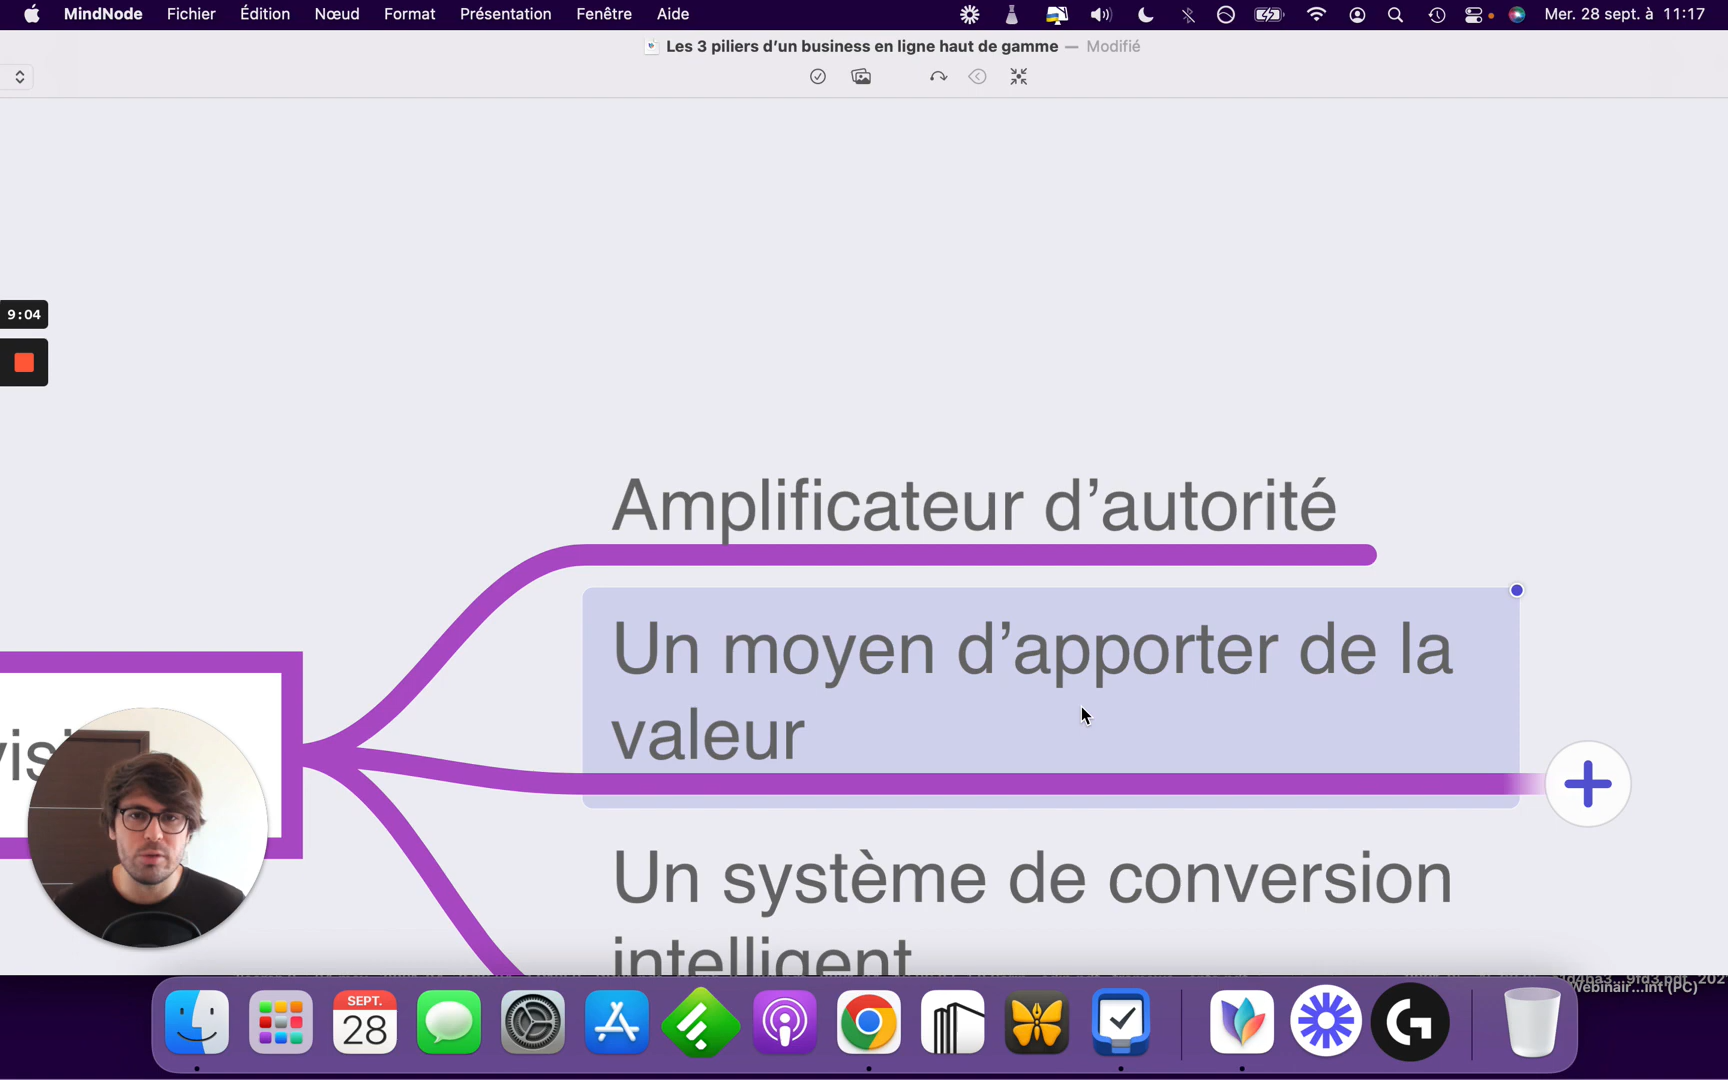 MindNode Fichier Édition Nœud Format Présentation Fenêtre Aide Mer. 28 sept. à 11:17
Les 3 piliers d’un business en ligne haut de gamme — Modifié
9:04
Amplificateur d’autorité
Un moyen d’apporter de la
valeur
Un système de conversion
intelligent
SEPT.
28
webinair...int (PC)